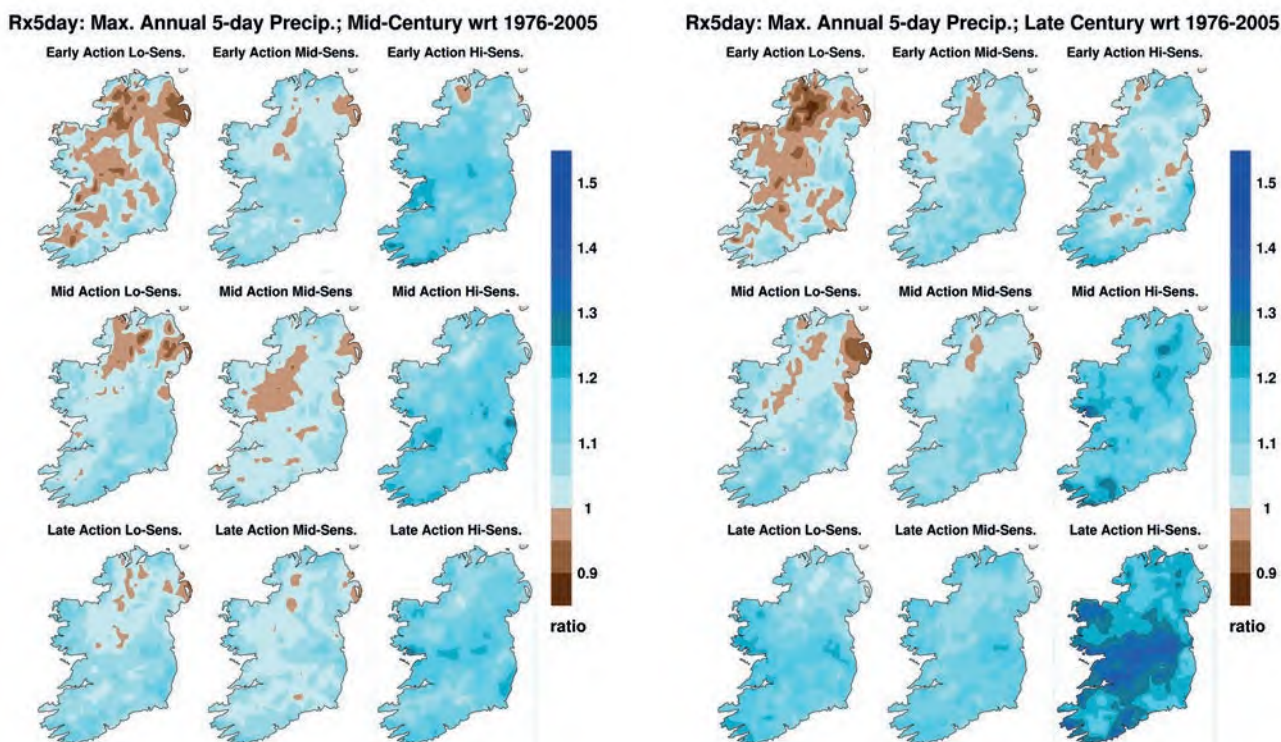 Rx5day: Max. Annual 5-day Precip.; Mid-Century wrt 1976-2005
Early Action Lo-Sens.
Early Action Mid-Sens.
Early Action Hi-Sens.
Mid Action Lo-Sens.
Mid Action Mid-Sens
Mid Action Hi-Sens.
Late Action Lo-Sens.
Late Action Mid-Sens.
Late Action Hi-Sens.
1.5
1.4
1.3
1.2
1.1
1
0.9
ratio
Rx5day: Max. Annual 5-day Precip.; Late Century wrt 1976-2005
Early Action Lo-Sens.
Early Action Mid-Sens.
Early Action Hi-Sens.
Mid Action Lo-Sens.
Mid Action Mid-Sens
Mid Action Hi-Sens.
Late Action Lo-Sens.
Late Action Mid-Sens.
Late Action Hi-Sens.
1.5
1.4
1.3
1.2
1.1
1
0.9
ratio